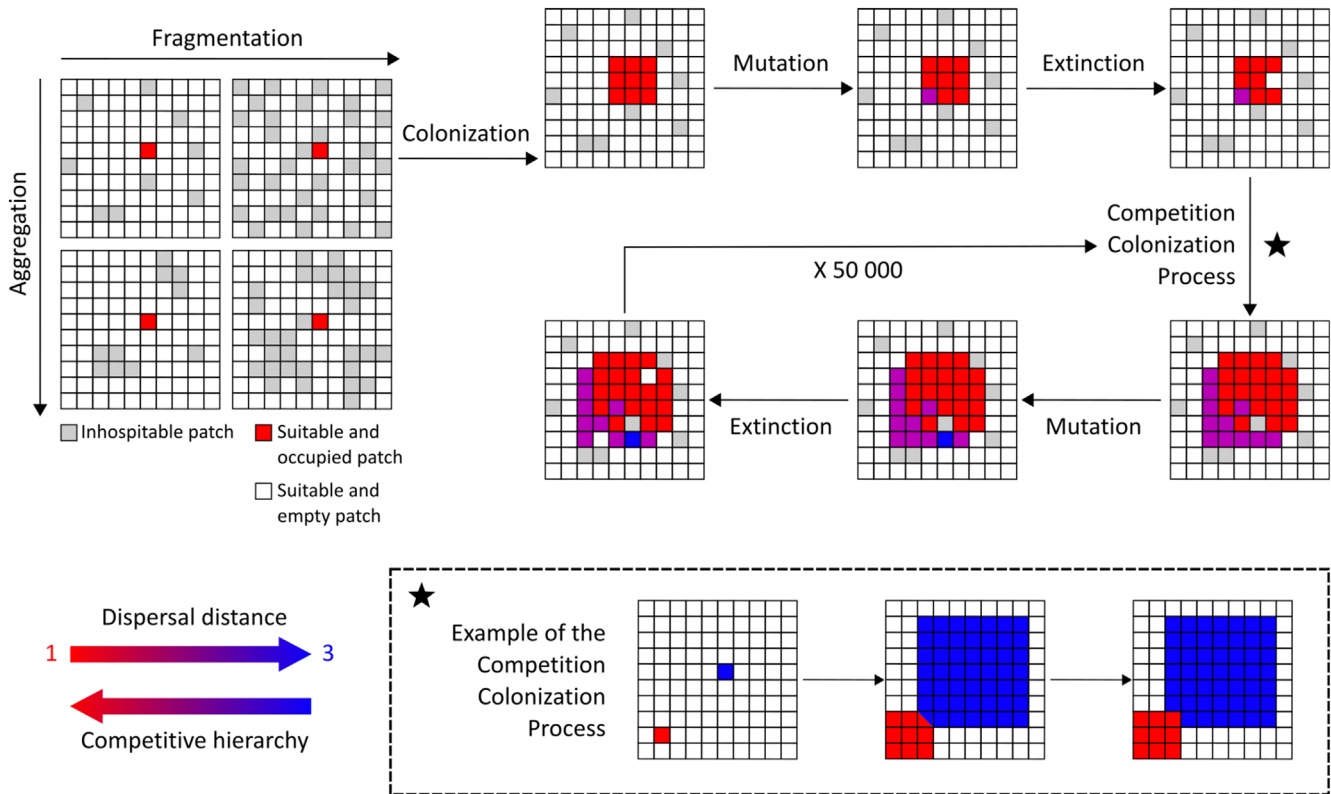 Fragmentation
Aggregation
Colonization
Mutation
Extinction
Competition
Colonization
Process
X 50 000
Extinction
Mutation
Inhospitable patch
Suitable and
occupied patch
Suitable and
empty patch
Dispersal distance
1
3
Competitive hierarchy
Example of the
Competition
Colonization
Process